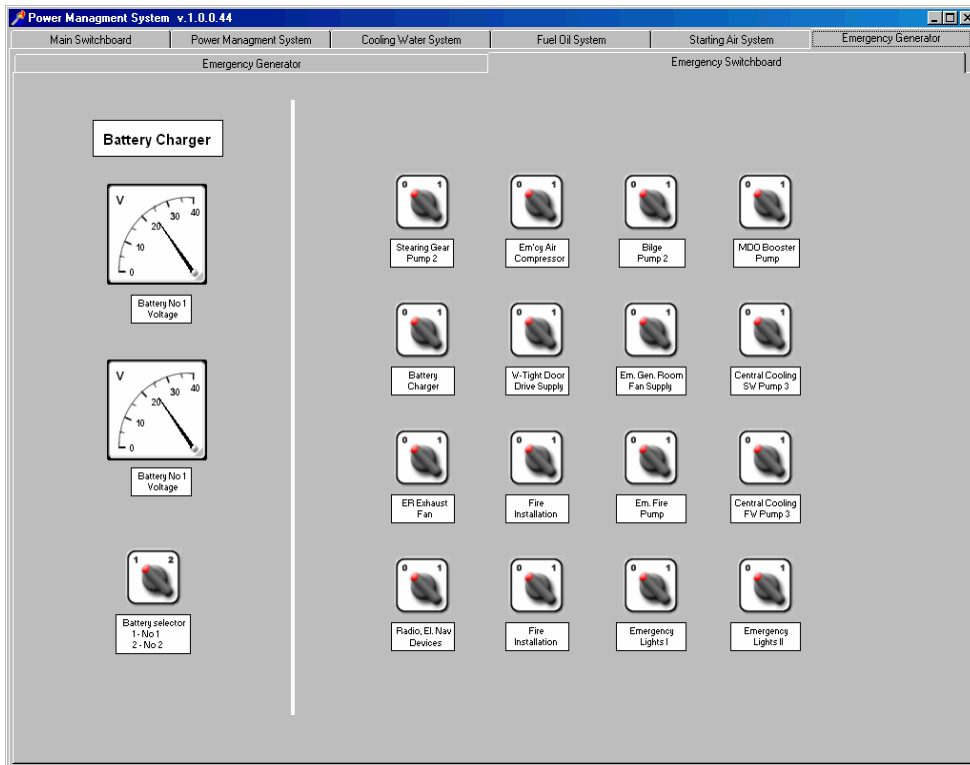 Power Managment System v.1.0.0.44
Main Switchboard
Power Managment System
Cooling Water System
Fuel Oil System
Starting Air System
Emergency Generator
Emergency Generator
Emergency Switchboard
Battery Charger
V
0
10
20
30
40
Battery No 1
Voltage
V
0
10
20
30
40
Battery No 1
Voltage
1 2
Battery selector
1 - No 1
2 - No 2
0 1
Stearing Gear
Pump 2
0 1
Em'cy Air
Compressor
0 1
Bilge
Pump 2
0 1
MDO Booster
Pump
0 1
Battery
Charger
0 1
W-Tight Door
Drive Supply
0 1
Em. Gen. Room
Fan Supply
0 1
Central Cooling
SW Pump 3
0 1
ER Exhaust
Fan
0 1
Fire
Installation
0 1
Em. Fire
Pump
0 1
Central Cooling
FW Pump 3
0 1
Radio, El. Nav
Devices
0 1
Fire
Installation
0 1
Emergency
Lights I
0 1
Emergency
Lights II